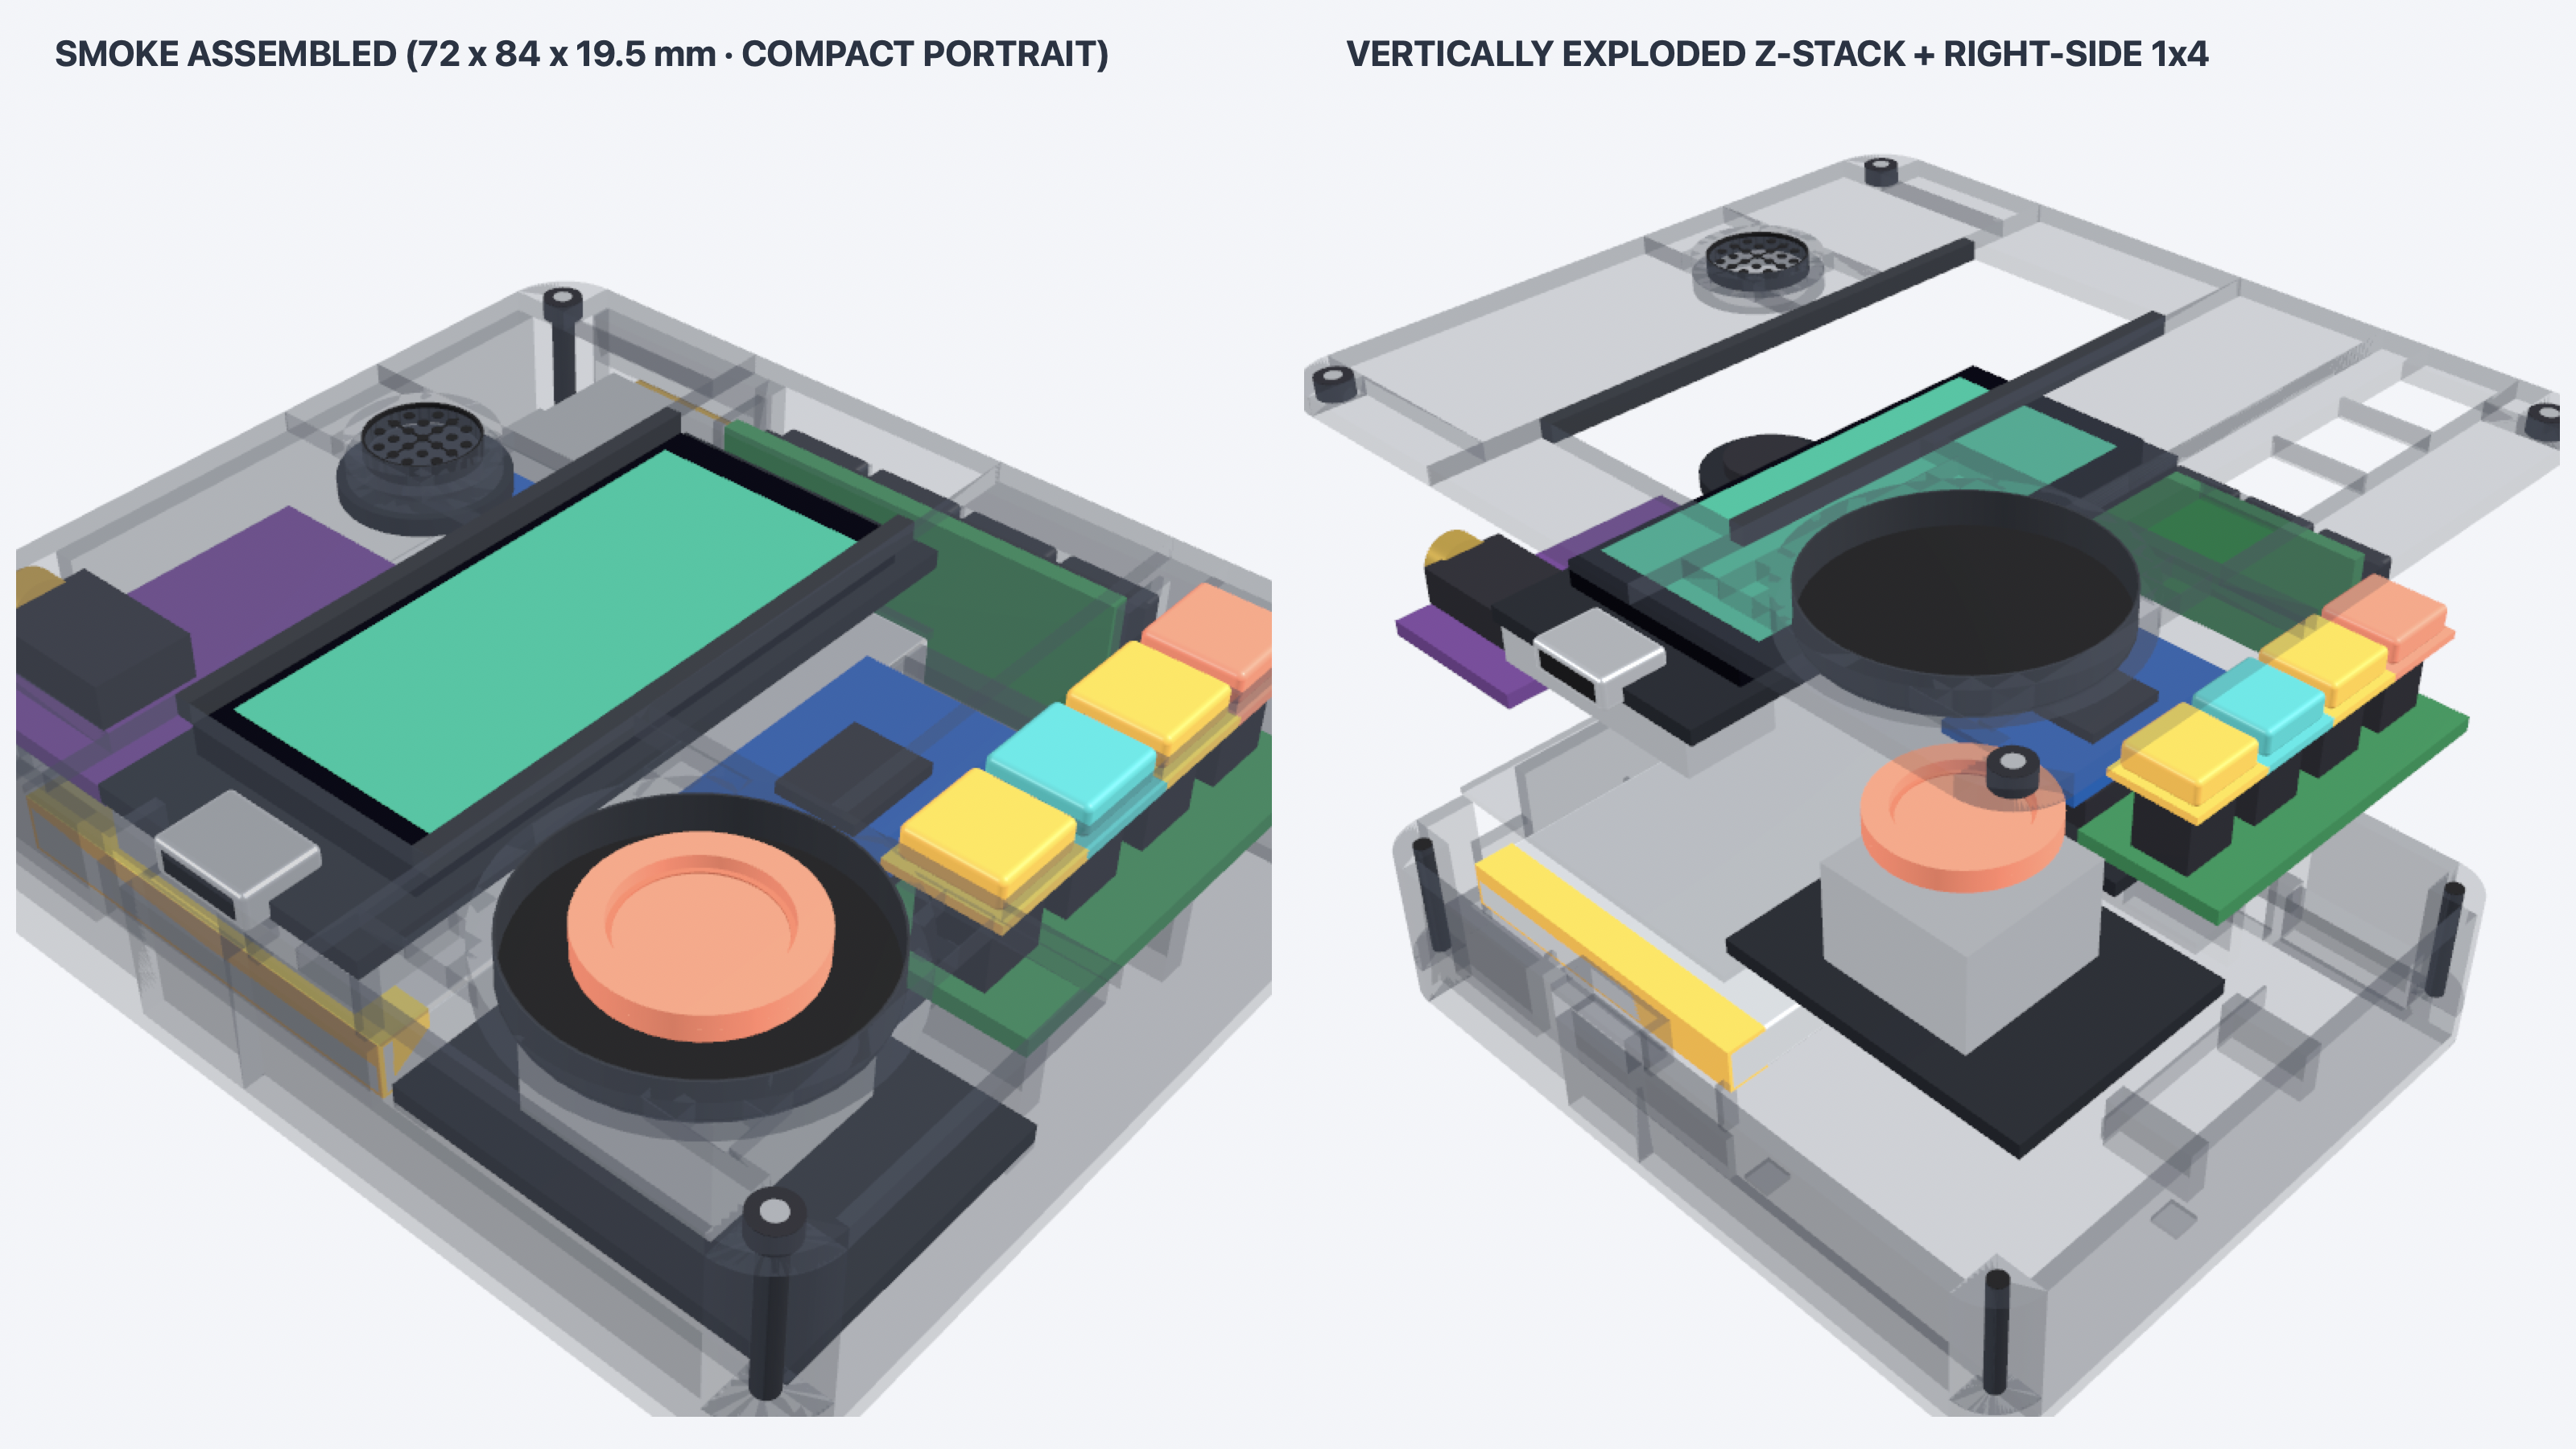 SMOKE ASSEMBLED (72 x 84 x 19.5 mm · COMPACT PORTRAIT)
VERTICALLY EXPLODED Z-STACK + RIGHT-SIDE 1x4